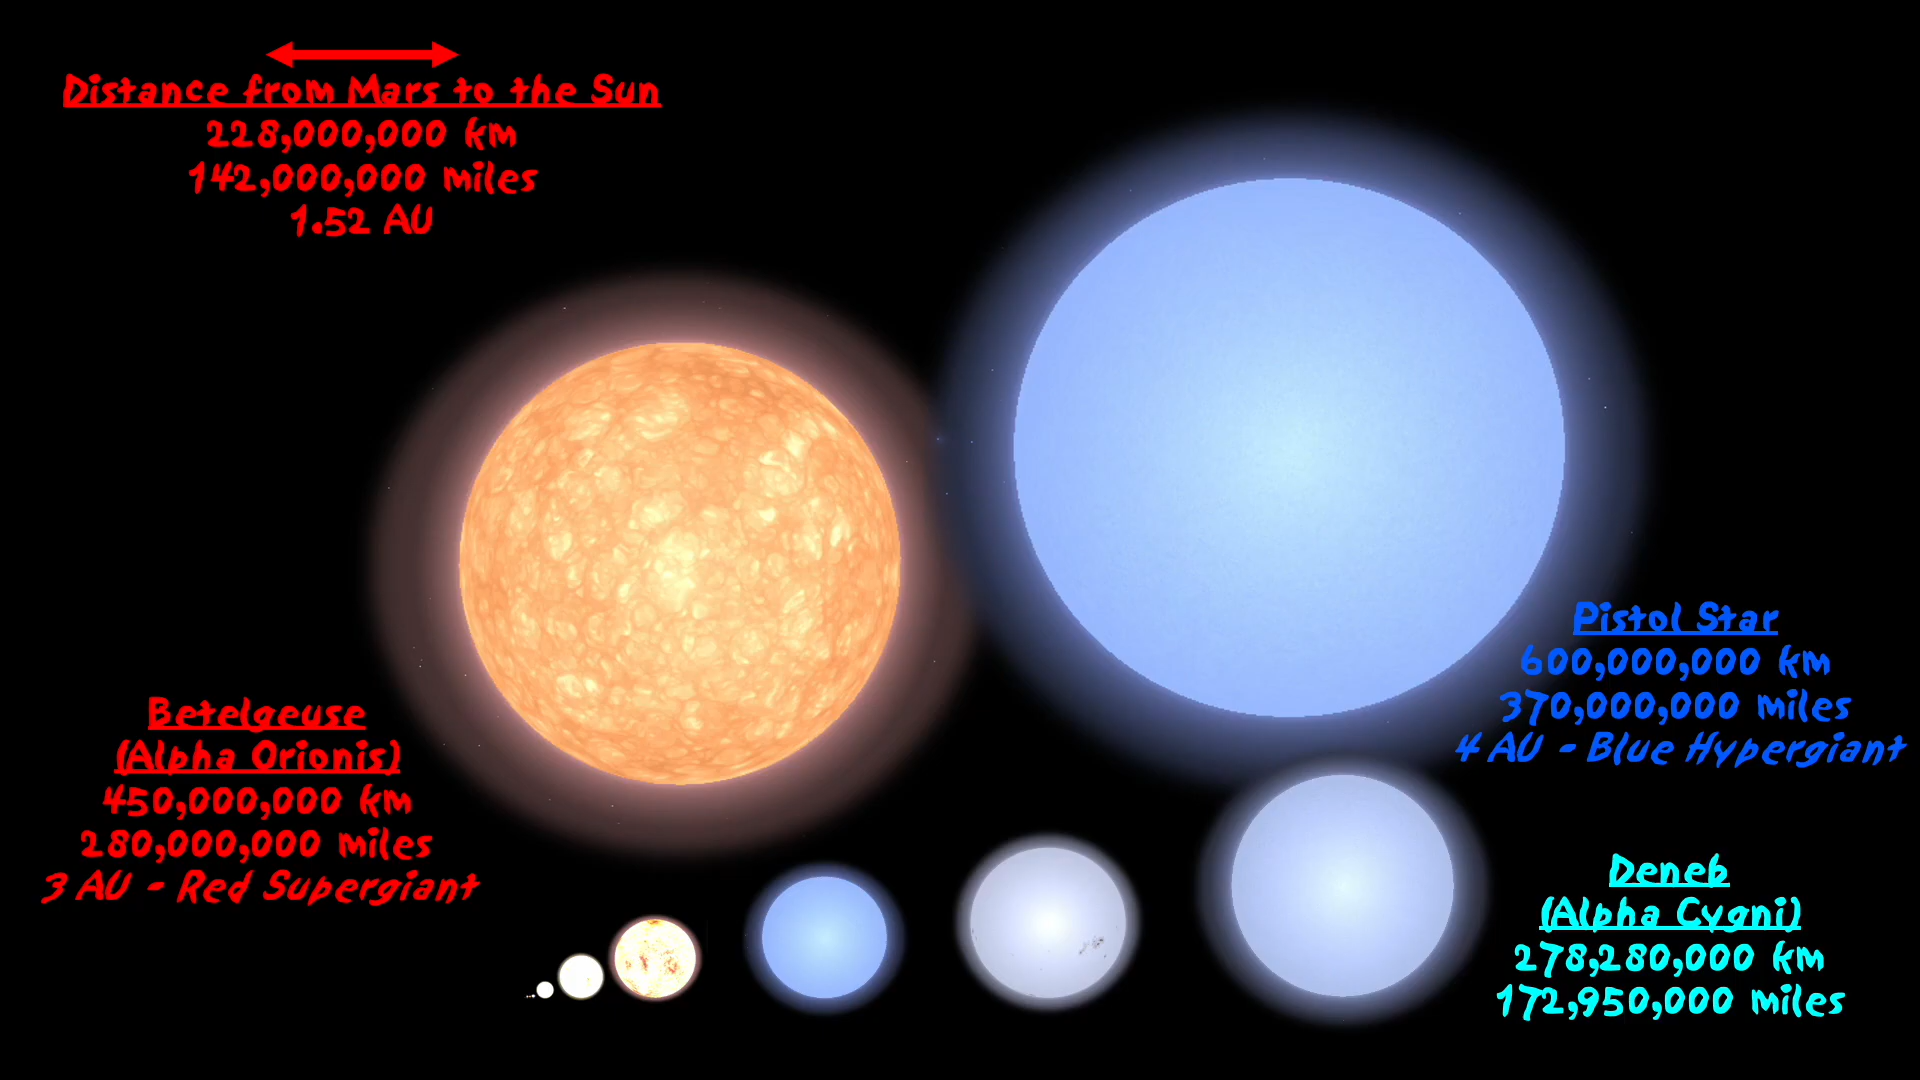 Distance from Mars to the Sun
228,000,000 km
142,000,000 miles
1.52 AU
Betelgeuse
(Alpha Orionis)
450,000,000 km
280,000,000 miles
3 AU - Red Supergiant
Pistol Star
600,000,000 km
370,000,000 miles
4 AU - Blue Hypergiant
Deneb
(Alpha Cygni)
278,280,000 km
172,950,000 miles